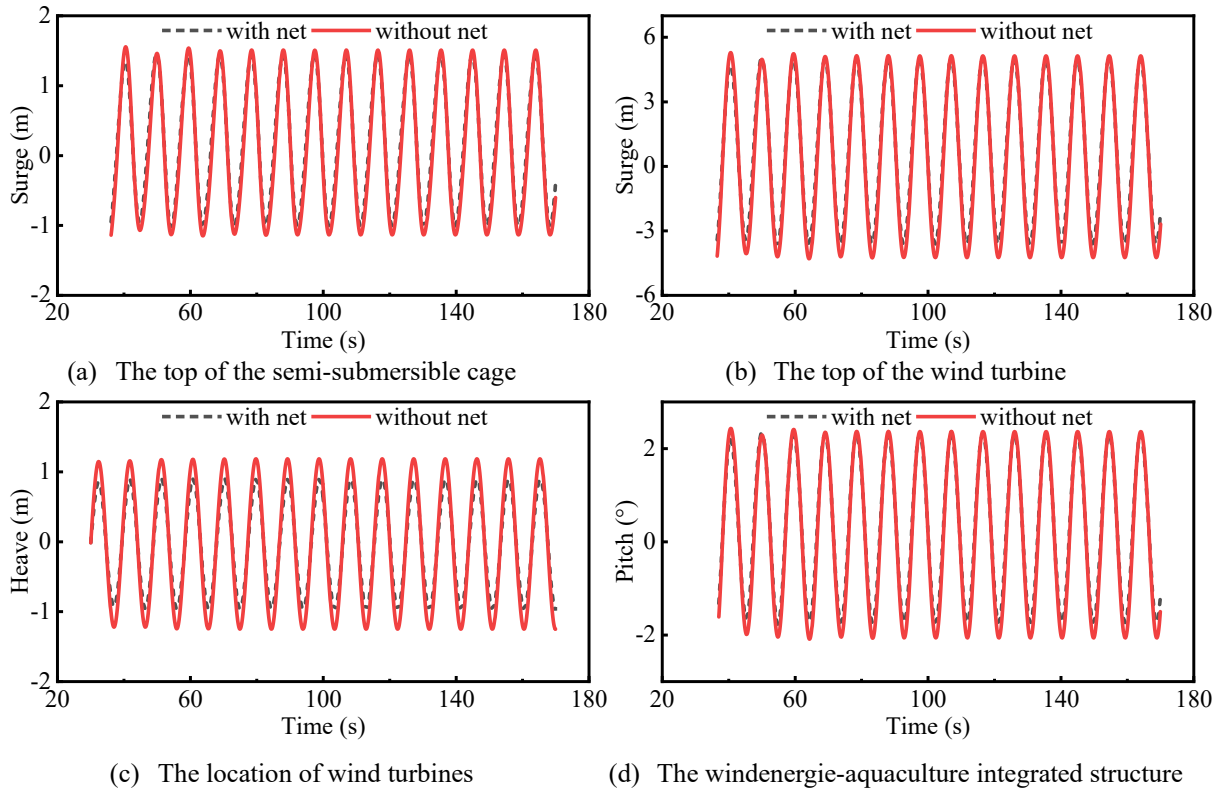 with net without net
Surge (m)
2
1
0
-1
-2
20 60 100 140 180
Time (s)
(a) The top of the semi-submersible cage
with net without net
Surge (m)
6
3
0
-3
-6
20 60 100 140 180
Time (s)
(b) The top of the wind turbine
with net without net
Heave (m)
2
1
0
-1
-2
20 60 100 140 180
Time (s)
(c) The location of wind turbines
with net without net
Pitch (°)
2
0
-2
20 60 100 140 180
Time (s)
(d) The windenergie-aquaculture integrated structure